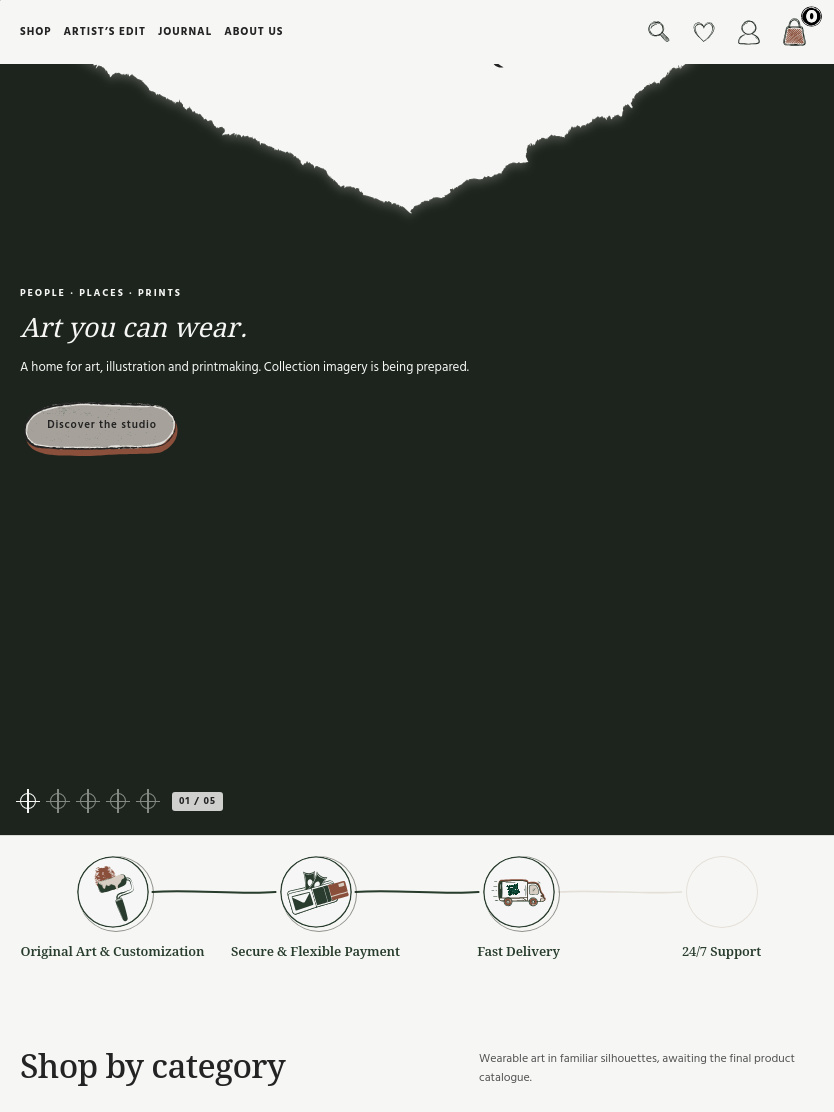 SHOP ARTIST’S EDIT JOURNAL ABOUT US
0
PEOPLE · PLACES · PRINTS
Art you can wear.
A home for art, illustration and printmaking. Collection imagery is being prepared.
Discover the studio
01 / 05
Original Art & Customization
Secure & Flexible Payment
Fast Delivery
24/7 Support
Shop by category
Wearable art in familiar silhouettes, awaiting the final product
catalogue.